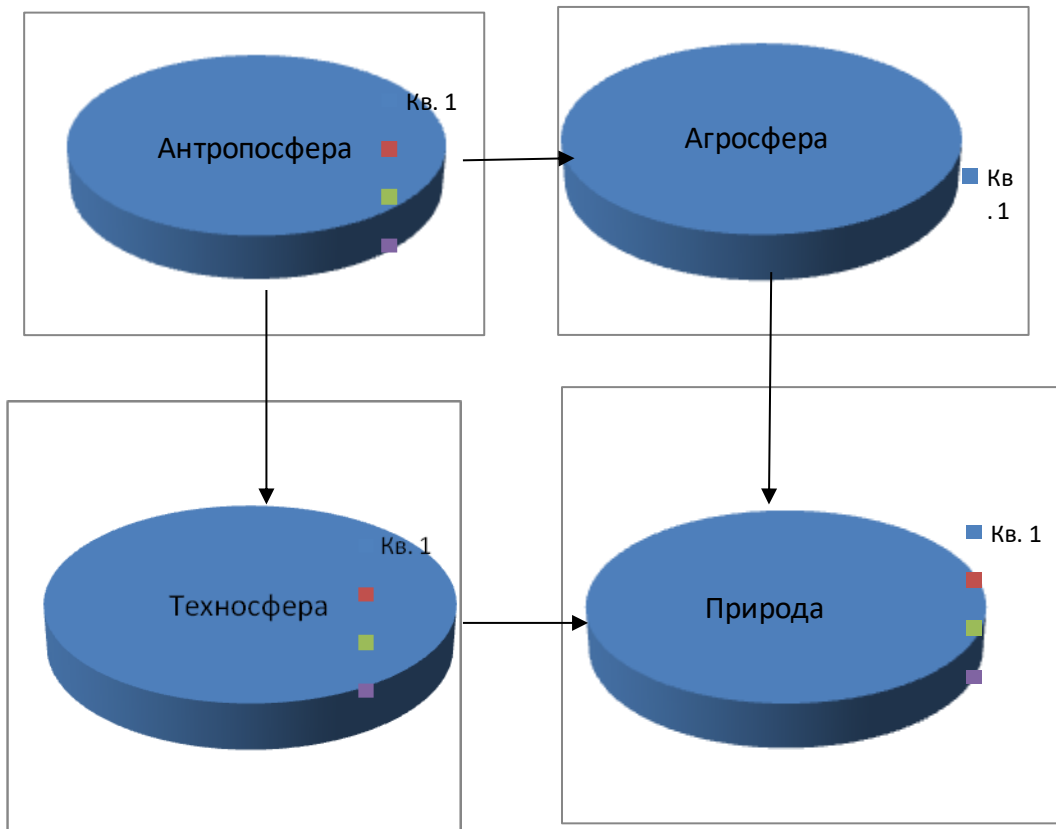 Антропосфера
Кв. 1
Агросфера
Кв
. 1
Техносфера
Кв. 1
Природа
Кв. 1